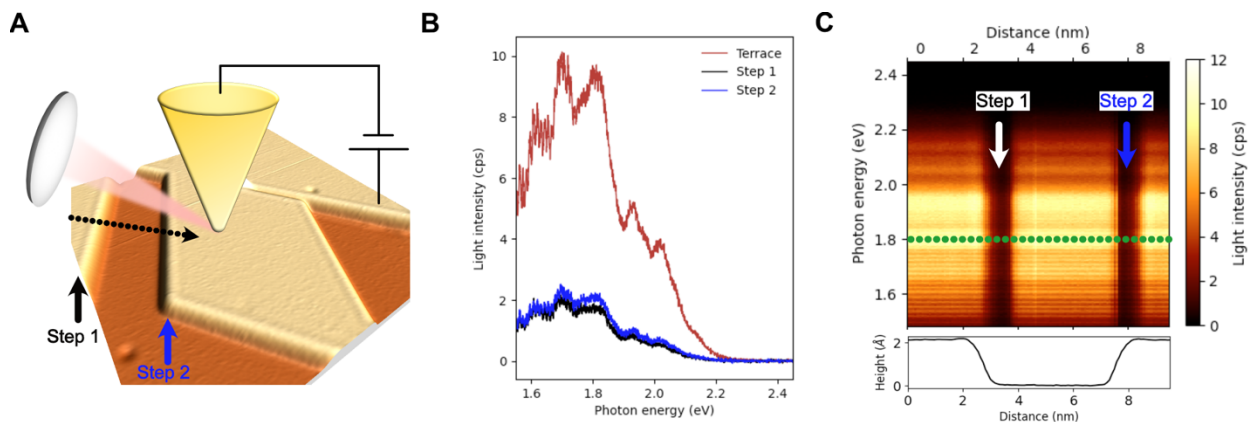 A
Step 1
Step 2
B
Light intensity (cps)
10
8
6
4
2
0
Terrace
Step 1
Step 2
1.6
1.8
2.0
2.2
2.4
Photon energy (eV)
C
Distance (nm)
0
2
4
6
8
Photon energy (eV)
2.4
2.2
2.0
1.8
1.6
Step 1
Step 2
12
10
8
6
4
2
0
Light intensity (cps)
Height (Å)
2
0
0
2
4
6
8
Distance (nm)